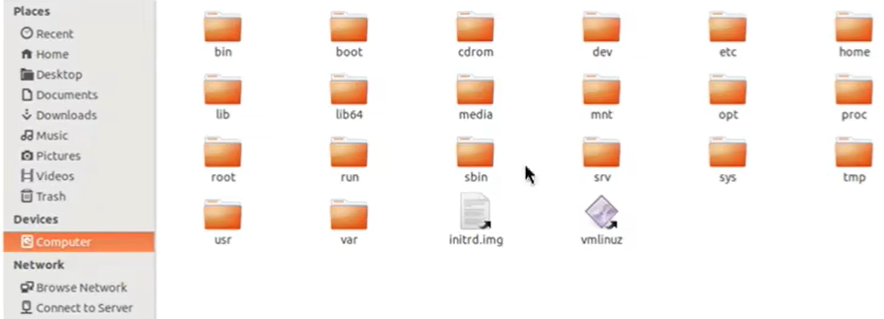 Places
Recent
Home
Desktop
Documents
Downloads
Music
Pictures
Videos
Trash
Devices
Computer
Network
Browse Network
Connect to Server
bin boot cdrom dev etc home
lib lib64 media mnt opt proc
root run sbin srv sys tmp
usr var initrd.img vmlinuz